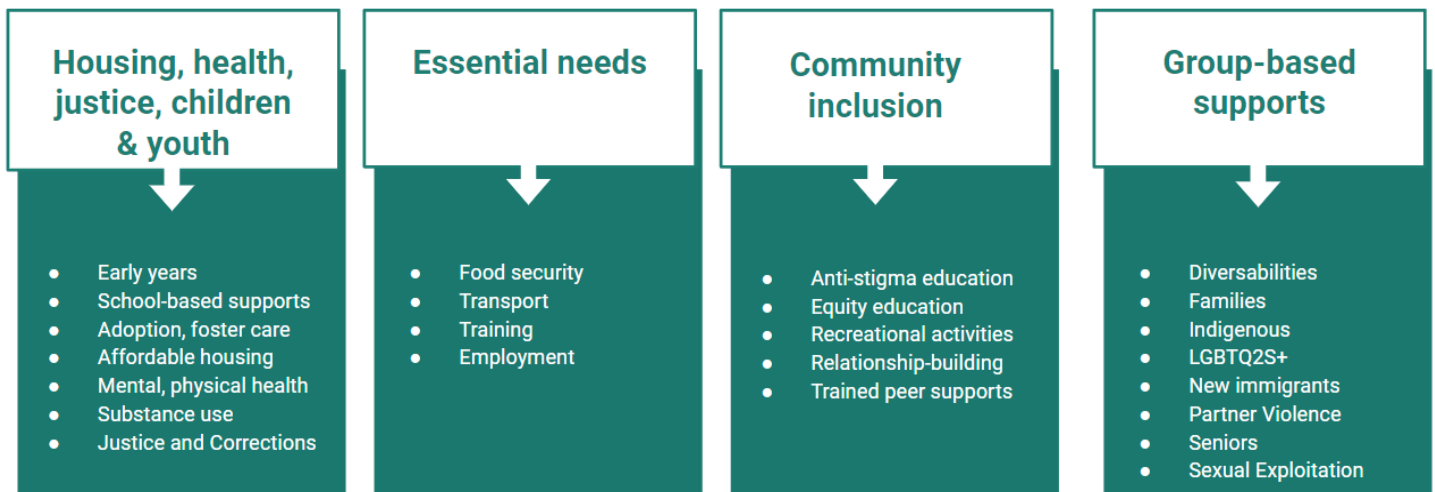 Housing, health,
justice, children
& youth
● Early years
● School-based supports
● Adoption, foster care
● Affordable housing
● Mental, physical health
● Substance use
● Justice and Corrections
Essential needs
● Food security
● Transport
● Training
● Employment
Community
inclusion
● Anti-stigma education
● Equity education
● Recreational activities
● Relationship-building
● Trained peer supports
Group-based
supports
● Diversabilities
● Families
● Indigenous
● LGBTQ2S+
● New immigrants
● Partner Violence
● Seniors
● Sexual Exploitation